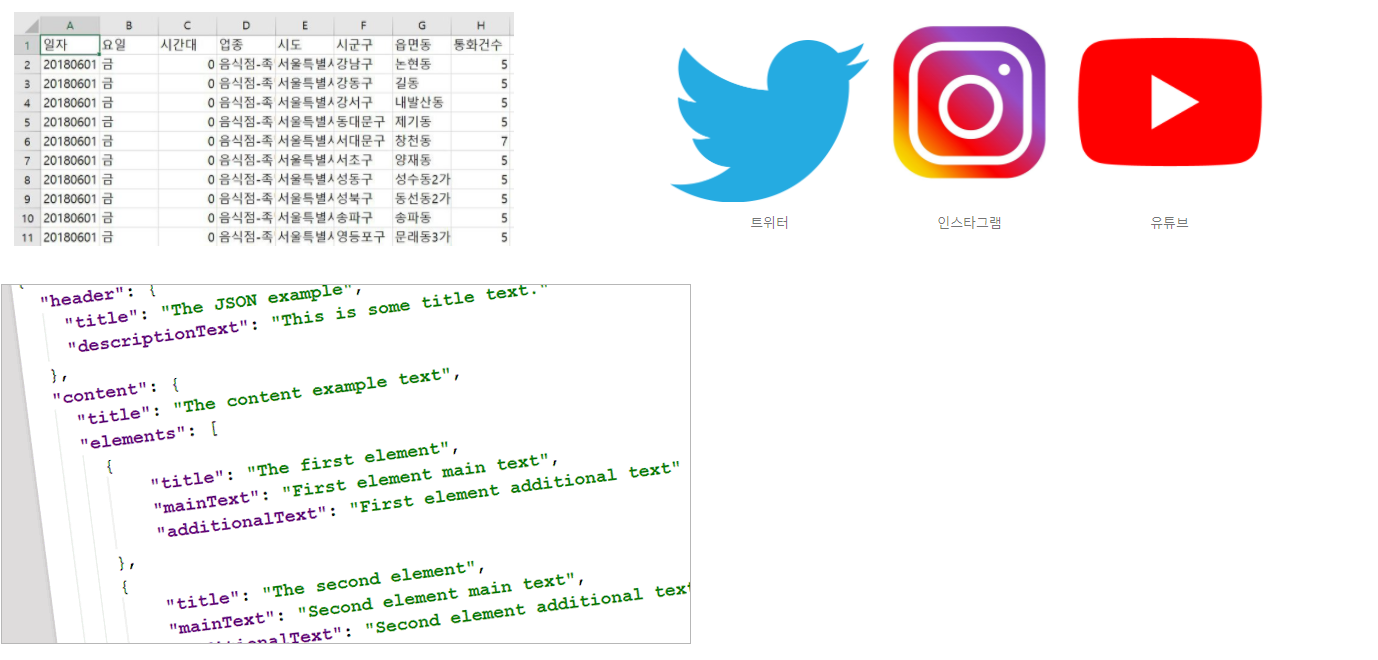 A B C D E F G H
1 일자 요일 시간대 업종 시도 시군구 읍면동 통화건수
2 20180601 금 0 음식점-족 서울특별시 강남구 논현동 5
3 20180601 금 0 음식점-족 서울특별시 강동구 길동 5
4 20180601 금 0 음식점-족 서울특별시 강서구 내발산동 5
5 20180601 금 0 음식점-족 서울특별시 동대문구 제기동 5
6 20180601 금 0 음식점-족 서울특별시 서대문구 창천동 7
7 20180601 금 0 음식점-족 서울특별시 서초구 양재동 5
8 20180601 금 0 음식점-족 서울특별시 성동구 성수동2가 5
9 20180601 금 0 음식점-족 서울특별시 성북구 동선동2가 5
10 20180601 금 0 음식점-족 서울특별시 송파구 송파동 5
11 20180601 금 0 음식점-족 서울특별시 영등포구 문래동3가 5
트위터 인스타그램 유튜브
"header": {
"title": "The JSON example",
"descriptionText": "This is some title text."
},
"content": {
"title": "The content example text",
"elements": [
{
"title": "The first element",
"mainText": "First element main text",
"additionalText": "First element additional text"
},
{
"title": "The second element",
"mainText": "Second element main text",
"Second element additional text